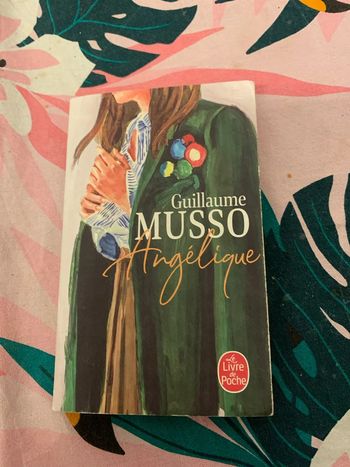 Guillaume
MUSSO
Angélique
Le
Livre
de
Poche